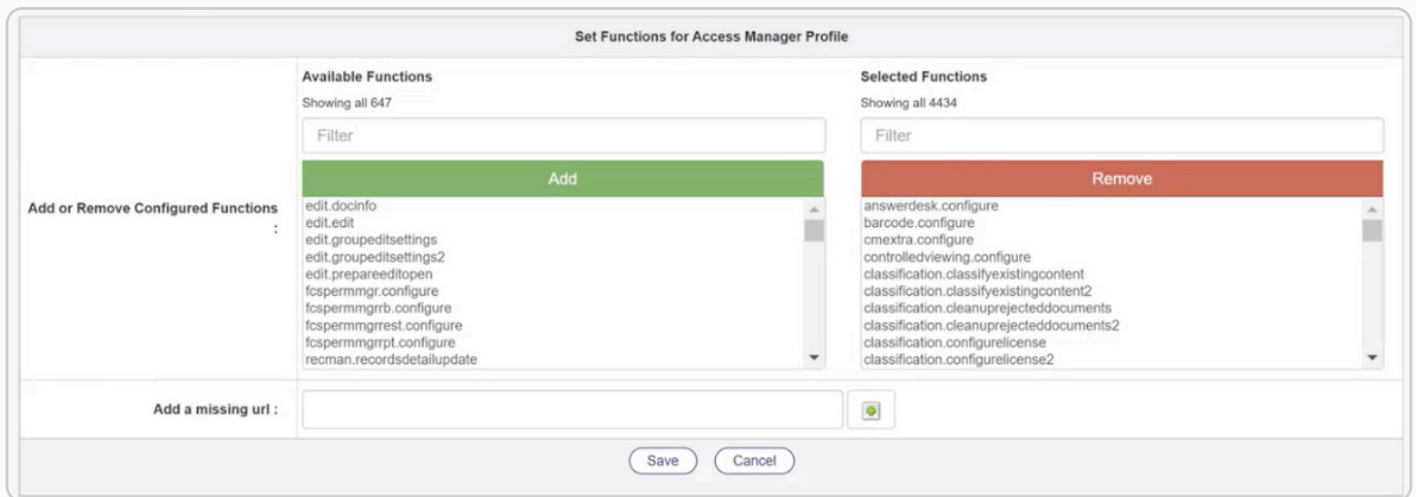 Set Functions for Access Manager Profile
Add or Remove Configured Functions
:
Available Functions
Showing all 647
Filter
Add
edit.docinfo
edit.edit
edit.groupeditsettings
edit.groupeditsettings2
edit.prepareeditopen
fcspermmgr.configure
fcspermmgrrb.configure
fcspermmgrrest.configure
fcspermmgrrpt.configure
recman.recordsdetailupdate
Selected Functions
Showing all 4434
Filter
Remove
answerdesk.configure
barcode.configure
cmextra.configure
controlledviewing.configure
classification.classifyexistingcontent
classification.classifyexistingcontent2
classification.cleanuprejecteddocuments
classification.cleanuprejecteddocuments2
classification.configurelicense
classification.configurelicense2
Add a missing url :
Save Cancel